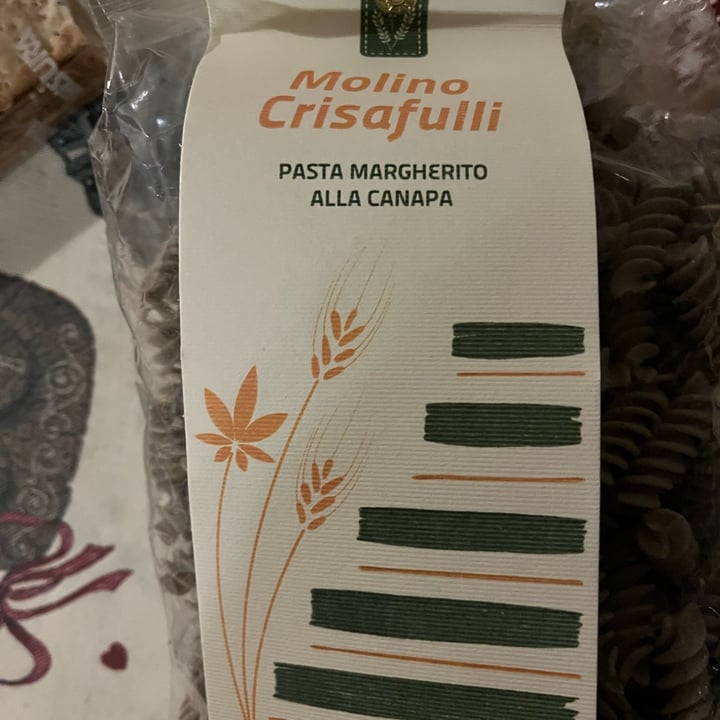 Molino
Crisafulli
PASTA MARGHERITO
ALLA CANAPA